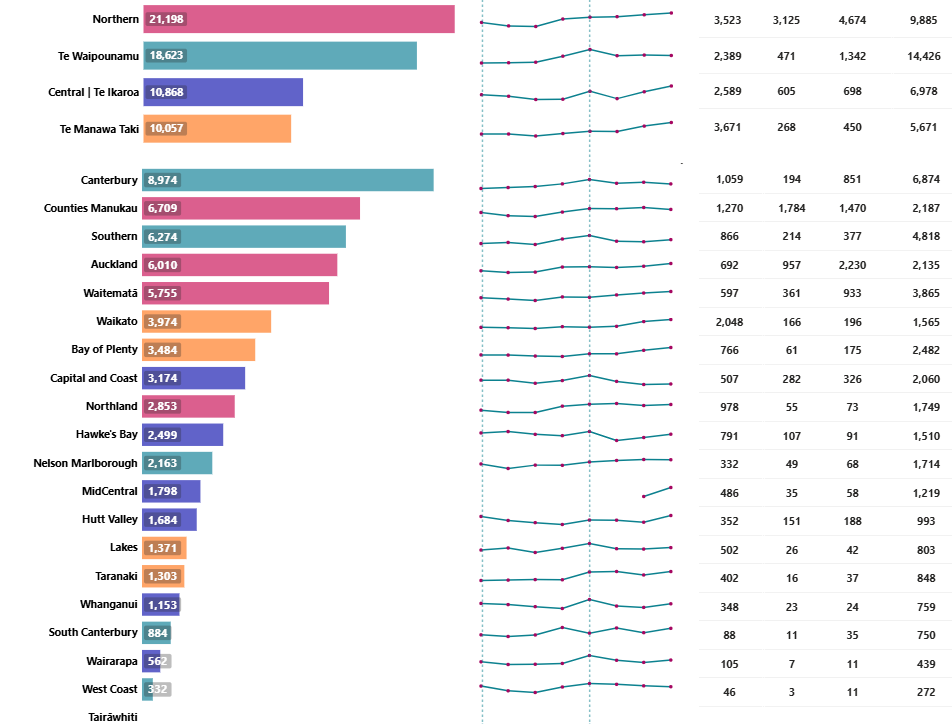 Northern 21,198 3,523 3,125 4,674 9,885
Te Waipounamu 18,623 2,389 471 1,342 14,426
Central | Te Ikaroa 10,868 2,589 605 698 6,978
Te Manawa Taki 10,057 3,671 268 450 5,671
Canterbury 8,974 1,059 194 851 6,874
Counties Manukau 6,709 1,270 1,784 1,470 2,187
Southern 6,274 866 214 377 4,818
Auckland 6,010 692 957 2,230 2,135
Waitematā 5,755 597 361 933 3,865
Waikato 3,974 2,048 166 196 1,565
Bay of Plenty 3,484 766 61 175 2,482
Capital and Coast 3,174 507 282 326 2,060
Northland 2,853 978 55 73 1,749
Hawke's Bay 2,499 791 107 91 1,510
Nelson Marlborough 2,163 332 49 68 1,714
MidCentral 1,798 486 35 58 1,219
Hutt Valley 1,684 352 151 188 993
Lakes 1,371 502 26 42 803
Taranaki 1,303 402 16 37 848
Whanganui 1,153 348 23 24 759
South Canterbury 884 88 11 35 750
Wairarapa 562 105 7 11 439
West Coast 332 46 3 11 272
Tairāwhiti